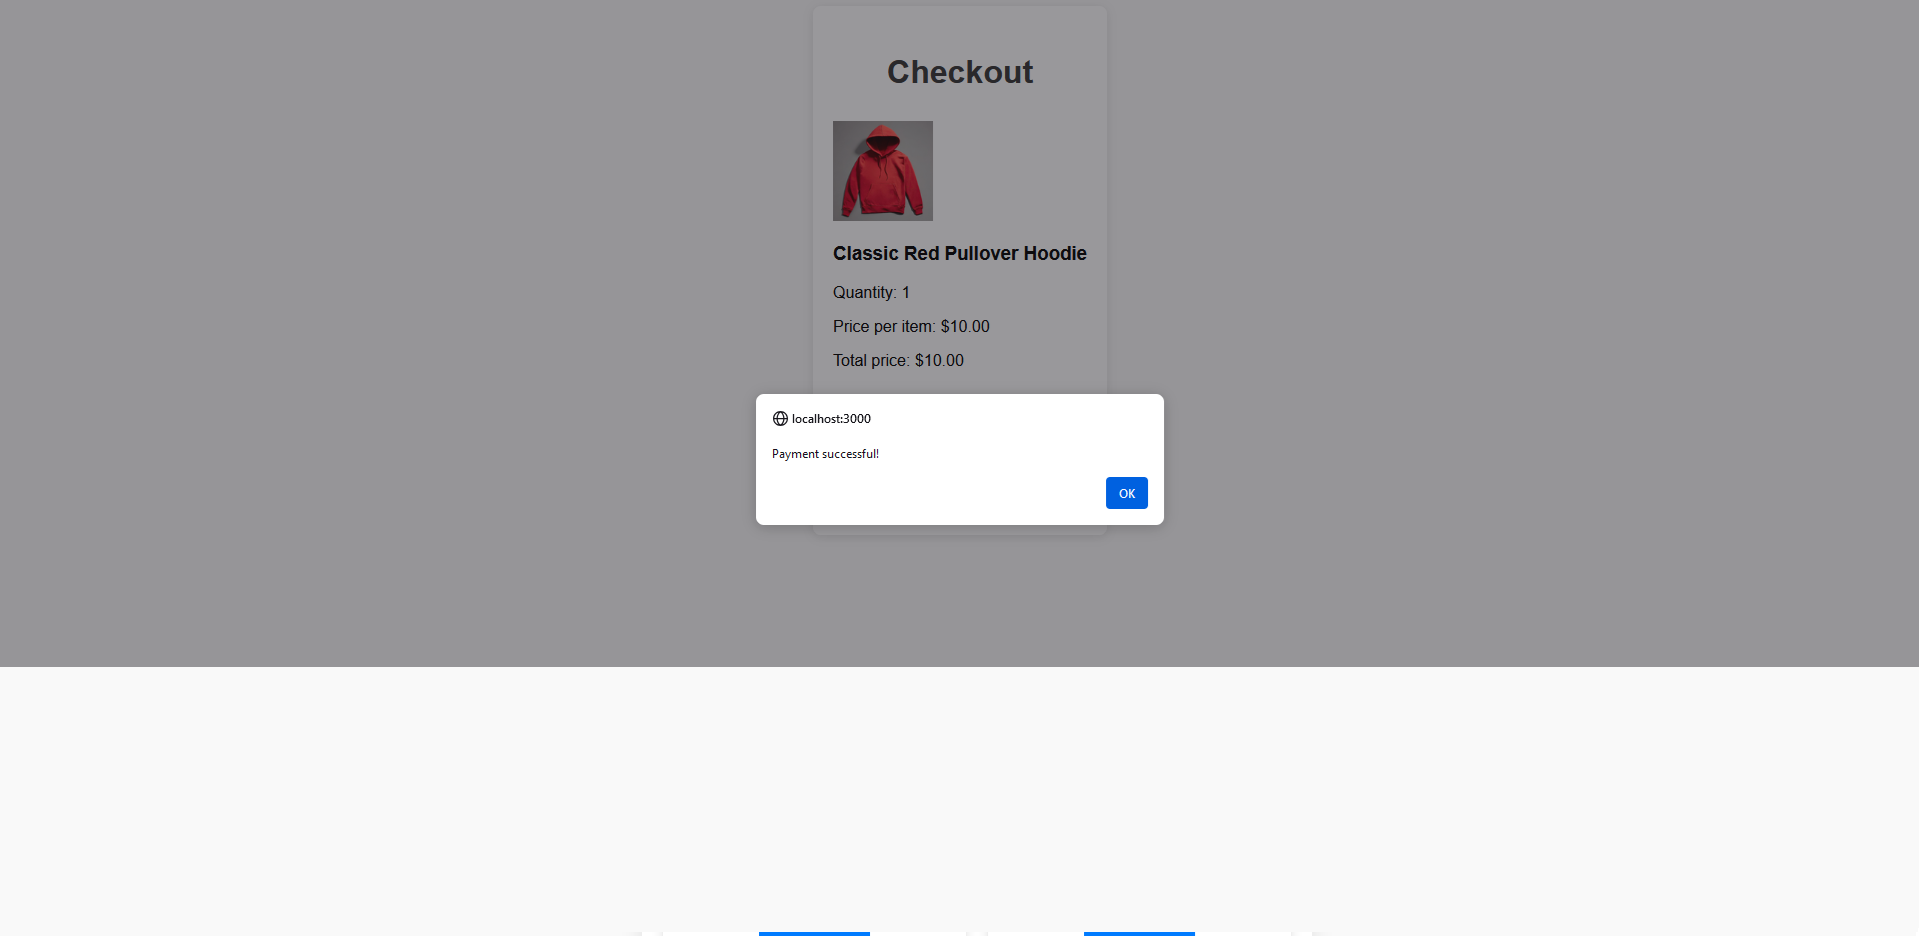 Checkout
Classic Red Pullover Hoodie
Quantity: 1
Price per item: $10.00
Total price: $10.00
localhost:3000
Payment successful!
OK